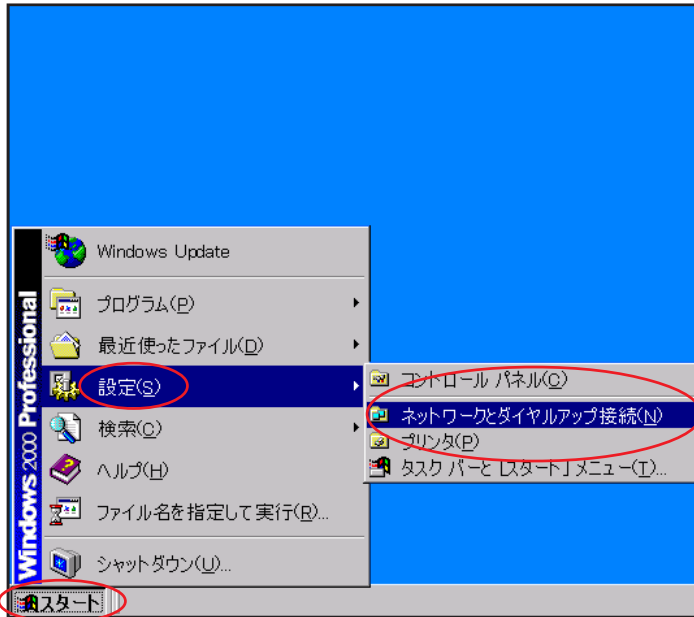 Windows Update
プログラム(P)
最近使ったファイル(D)
設定(S)
検索(C)
ヘルプ(H)
ファイル名を指定して実行(R)...
シャットダウン(U)...
Windows 2000 Professional
コントロール パネル(C)
ネットワークとダイヤルアップ接続(N)
プリンタ(P)
タスク バーと [スタート] メニュー(T)...
スタート